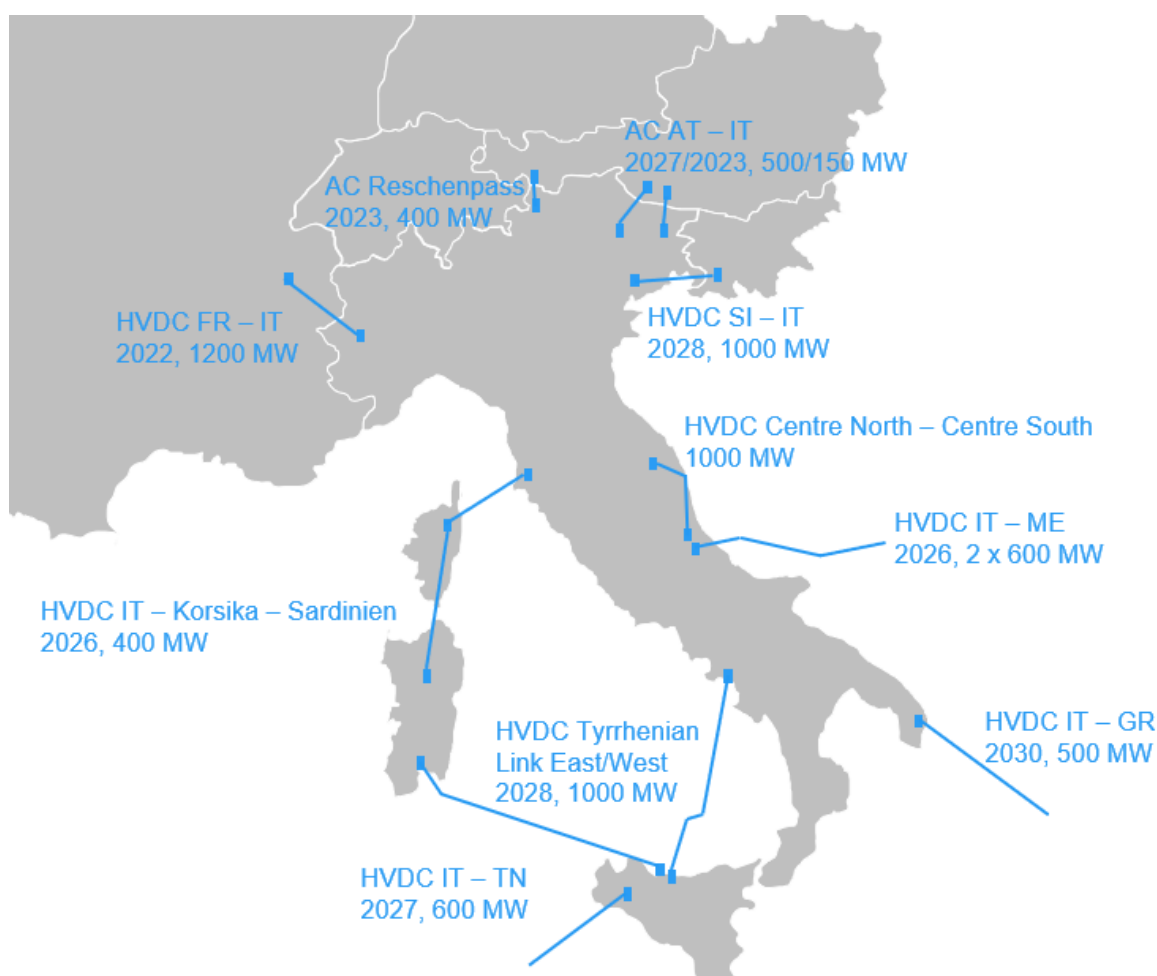 AC AT – IT
2027/2023, 500/150 MW
AC Reschenpass
2023, 400 MW
HVDC FR – IT
2022, 1200 MW
HVDC SI – IT
2028, 1000 MW
HVDC Centre North – Centre South
1000 MW
HVDC IT – ME
2026, 2 x 600 MW
HVDC IT – Korsika – Sardinien
2026, 400 MW
HVDC Tyrrhenian
Link East/West
2028, 1000 MW
HVDC IT – GR
2030, 500 MW
HVDC IT – TN
2027, 600 MW